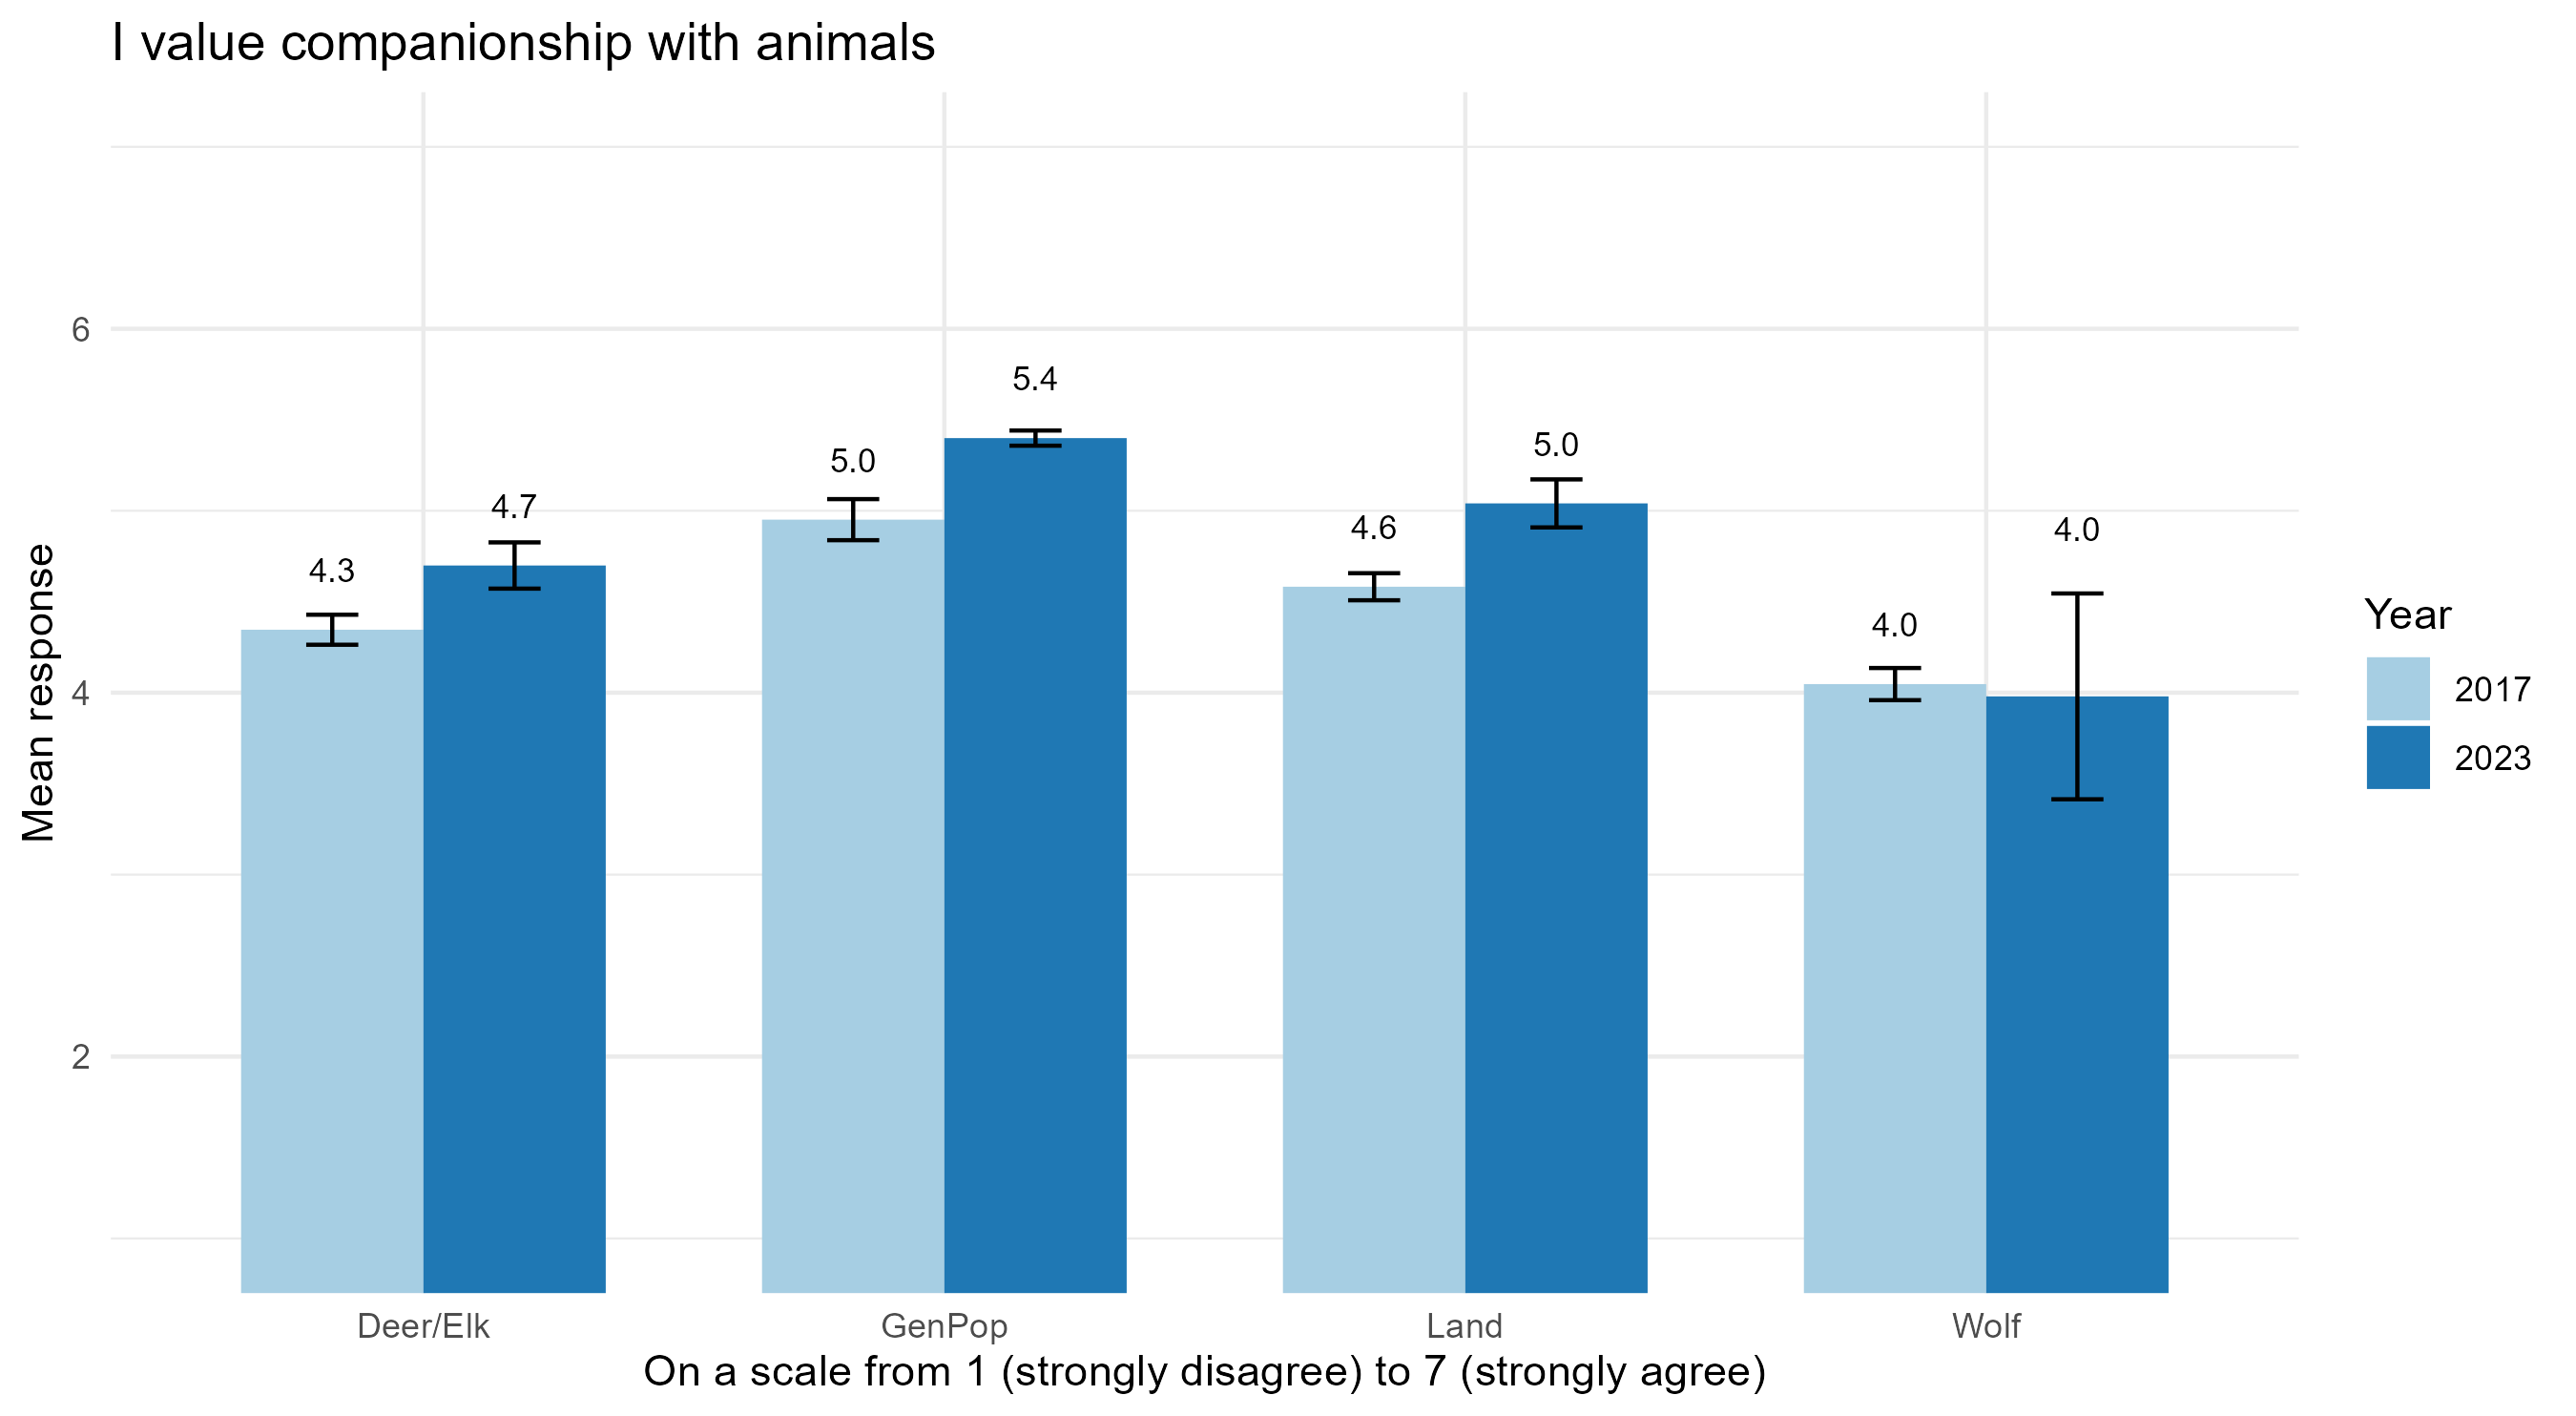 I value companionship with animals
Mean response
6
4
2
4.3
4.7
5.0
5.4
4.6
5.0
4.0
4.0
Deer/Elk
GenPop
Land
Wolf
On a scale from 1 (strongly disagree) to 7 (strongly agree)
Year
2017
2023